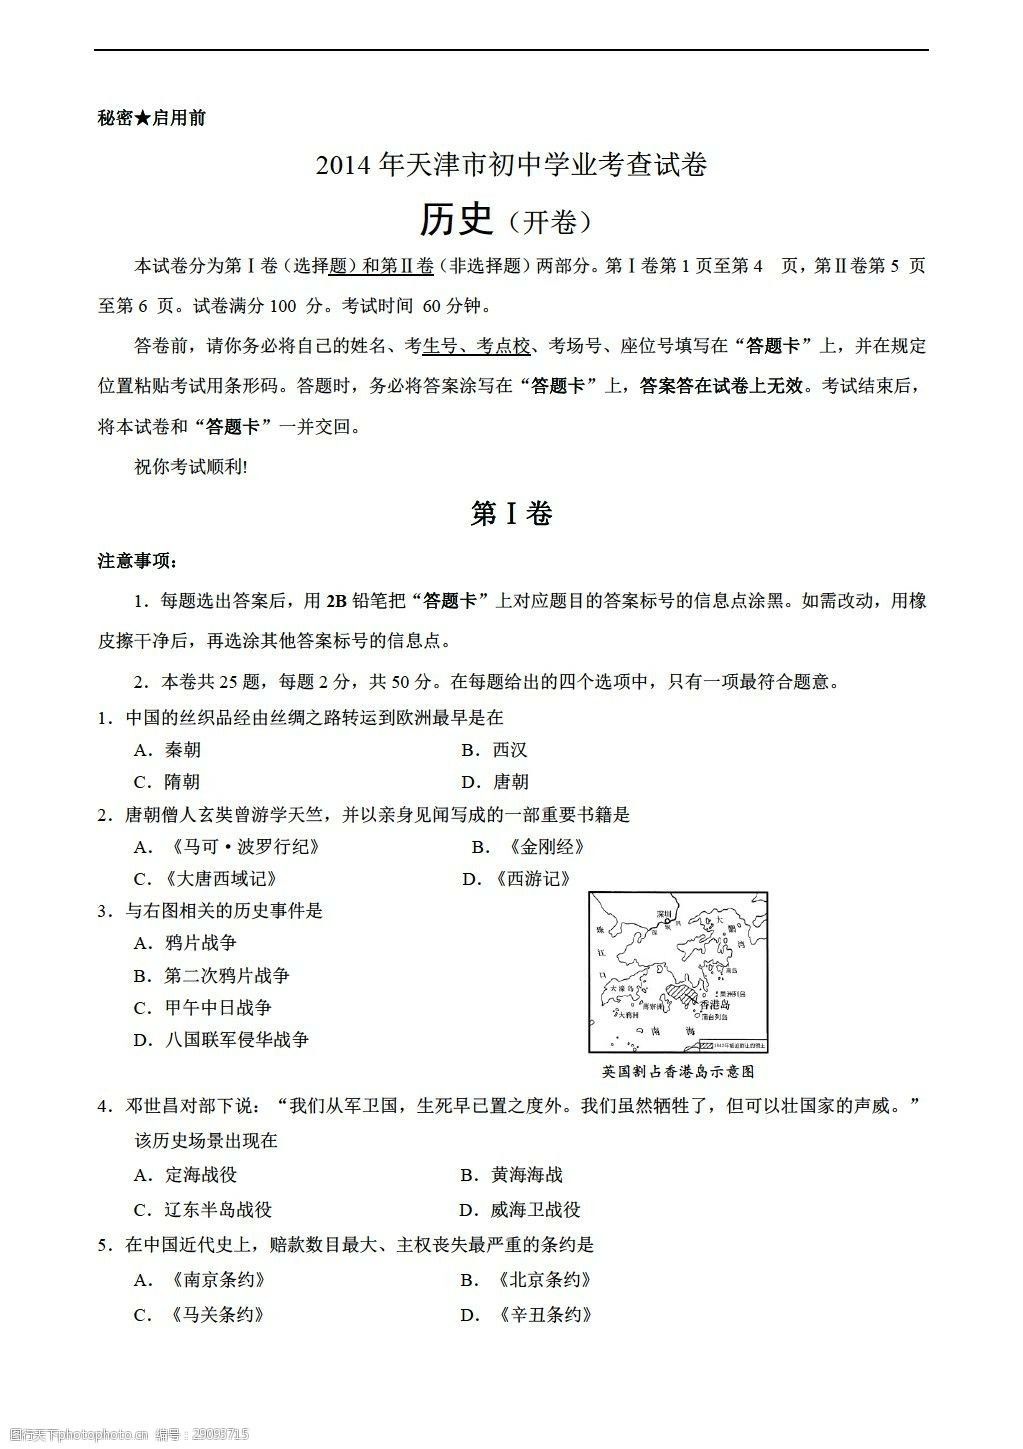 秘密★启用前
2014 年天津市初中学业考查试卷
历史（开卷）
本试卷分为第Ⅰ卷（选择题）和第Ⅱ卷（非选择题）两部分。第Ⅰ卷第 1 页至第 4 页，第Ⅱ卷第 5 页
至第 6 页。试卷满分 100 分。考试时间 60 分钟。
答卷前，请你务必将自己的姓名、考生号、考点校、考场号、座位号填写在“答题卡”上，并在规定
位置粘贴考试用条形码。答题时，务必将答案涂写在“答题卡”上，答案答在试卷上无效。考试结束后，
将本试卷和“答题卡”一并交回。
祝你考试顺利!
第Ⅰ卷
注意事项：
1．每题选出答案后，用 2B 铅笔把“答题卡”上对应题目的答案标号的信息点涂黑。如需改动，用橡
皮擦干净后，再选涂其他答案标号的信息点。
2．本卷共 25 题，每题 2 分，共 50 分。在每题给出的四个选项中，只有一项最符合题意。
1．中国的丝织品经由丝绸之路转运到欧洲最早是在
A．秦朝 B．西汉
C．隋朝 D．唐朝
2．唐朝僧人玄奘曾游学天竺，并以亲身见闻写成的一部重要书籍是
A．《马可·波罗行纪》 B．《金刚经》
C．《大唐西域记》 D．《西游记》
3．与右图相关的历史事件是
A．鸦片战争
B．第二次鸦片战争
C．甲午中日战争
D．八国联军侵华战争
深圳
珠江口
大鹏湾
大濠岛
香港岛
南海
英国割占香港岛示意图
4．邓世昌对部下说：“我们从军卫国，生死早已置之度外。我们虽然牺牲了，但可以壮国家的声威。”
该历史场景出现在
A．定海战役 B．黄海海战
C．辽东半岛战役 D．威海卫战役
5．在中国近代史上，赔款数目最大、主权丧失最严重的条约是
A．《南京条约》 B．《北京条约》
C．《马关条约》 D．《辛丑条约》
图行天下photophoto.cn 编号：29093715